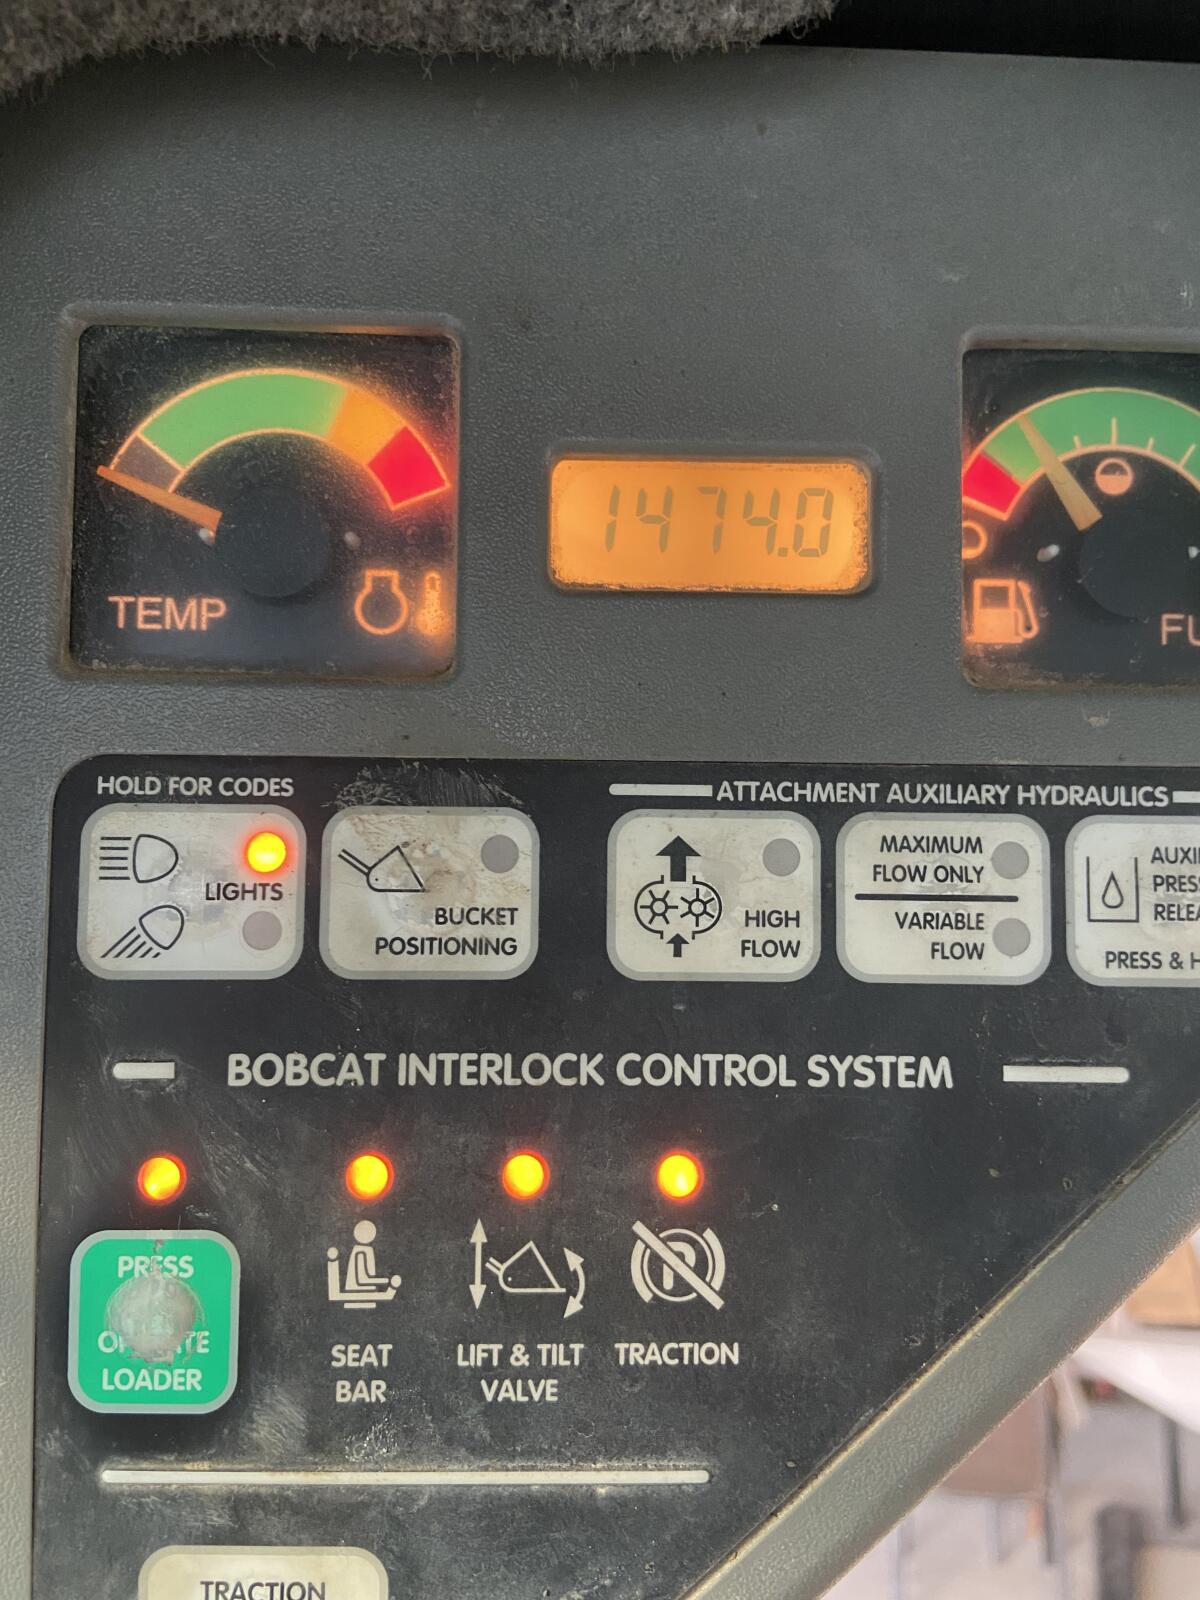 1474.0
TEMP
FU
HOLD FOR CODES
LIGHTS
BUCKET
POSITIONING
ATTACHMENT AUXILIARY HYDRAULICS
HIGH
FLOW
MAXIMUM
FLOW ONLY
VARIABLE
FLOW
AUXI
PRES
RELEA
PRESS & H
BOBCAT INTERLOCK CONTROL SYSTEM
PRESS
LOADER
SEAT
BAR
LIFT & TILT
VALVE
P
TRACTION
TRACTION